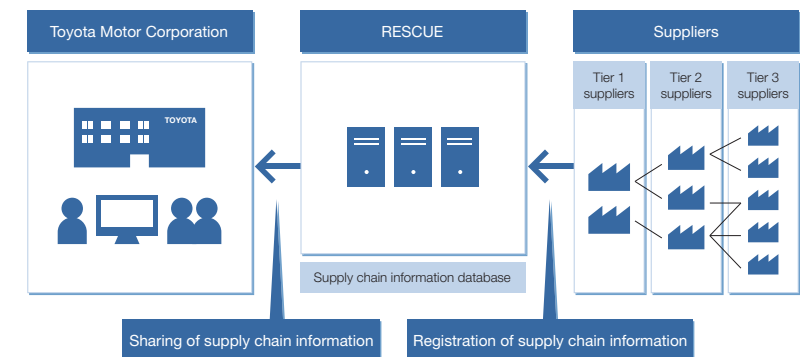 Toyota Motor Corporation
RESCUE
Suppliers
Tier 1
suppliers
Tier 2
suppliers
Tier 3
suppliers
TOYOTA
Supply chain information database
Sharing of supply chain information
Registration of supply chain information